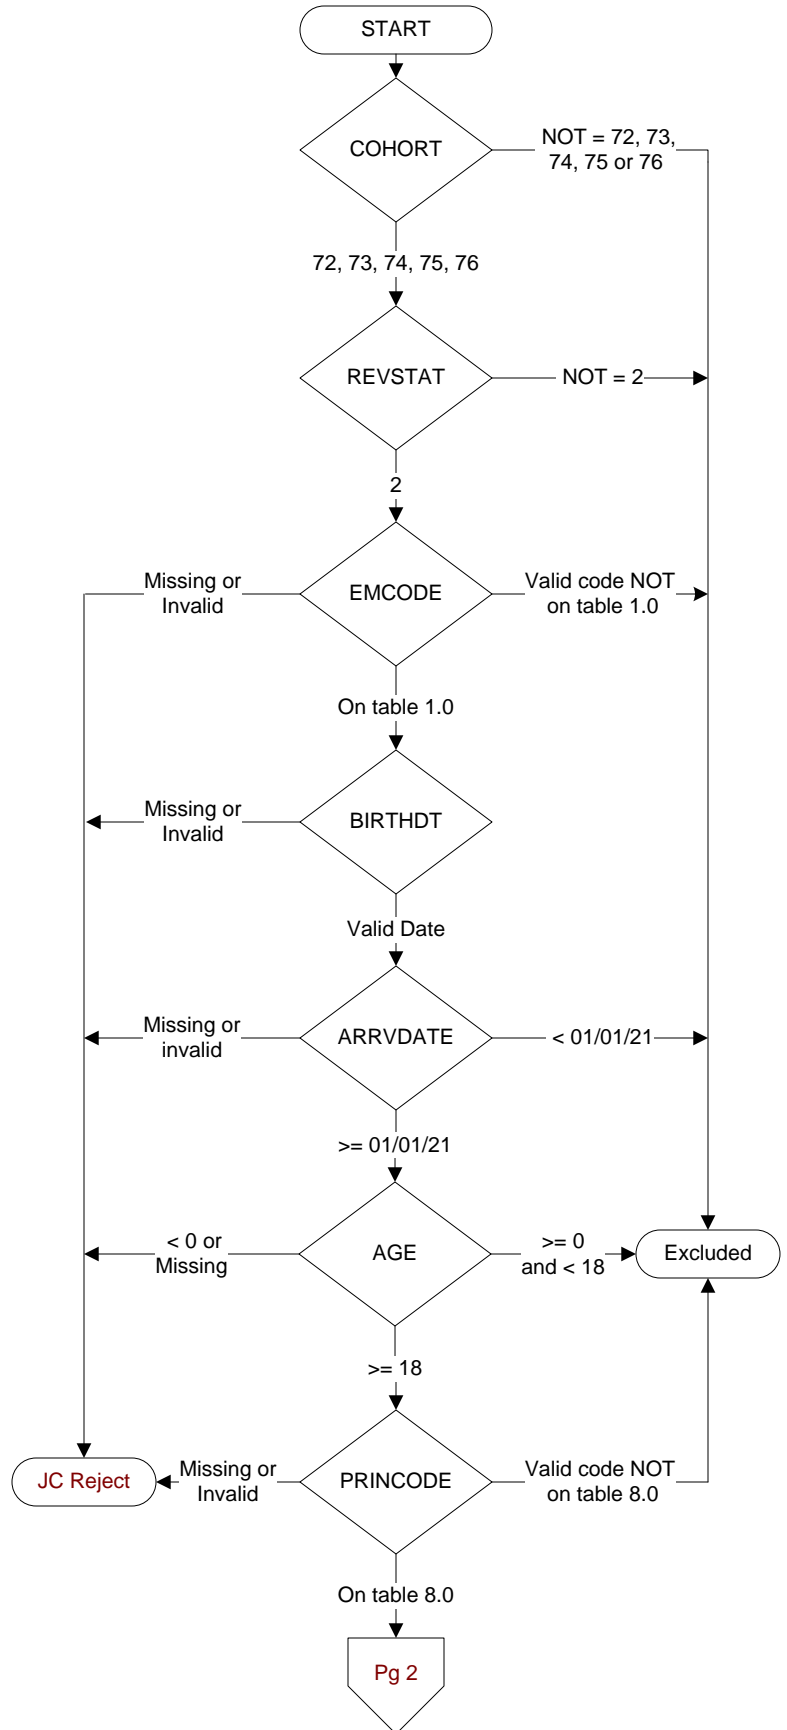 START
COHORT
NOT = 72, 73,
74, 75 or 76
72, 73, 74, 75, 76
REVSTAT
NOT = 2
2
Missing or
Invalid
EMCODE
Valid code NOT
on table 1.0
On table 1.0
Missing or
Invalid
BIRTHDT
Valid Date
Missing or
invalid
ARRVDATE
< 01/01/21
>= 01/01/21
< 0 or
Missing
AGE
>= 0
and < 18
Excluded
>= 18
JC Reject
Missing or
Invalid
PRINCODE
Valid code NOT
on table 8.0
On table 8.0
Pg 2